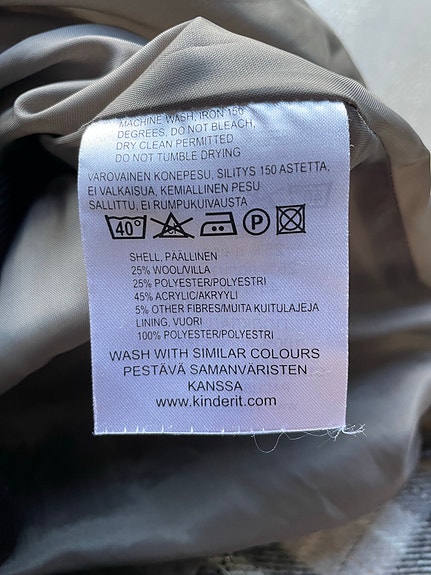 MACHINE WASH, IRON 150
DEGREES, DO NOT BLEACH,
DRY CLEAN PERMITTED
DO NOT TUMBLE DRYING
VAROVAINEN KONEPESU, SILITYS 150 ASTETTA,
EI VALKAISUA, KEMIALLINEN PESU
SALLITTU, EI RUMPUKUIVAUSTA
40° CL P
SHELL, PÄÄLLINEN
25% WOOL/VILLA
25% POLYESTER/POLYESTRI
45% ACRYLIC/AKRYYLI
5% OTHER FIBRES/MUITA KUITULAJEJA
LINING, VUORI
100% POLYESTER/POLYESTRI
WASH WITH SIMILAR COLOURS
PESTÄVÄ SAMANVÄRISTEN
KANSSA
www.kinderit.com